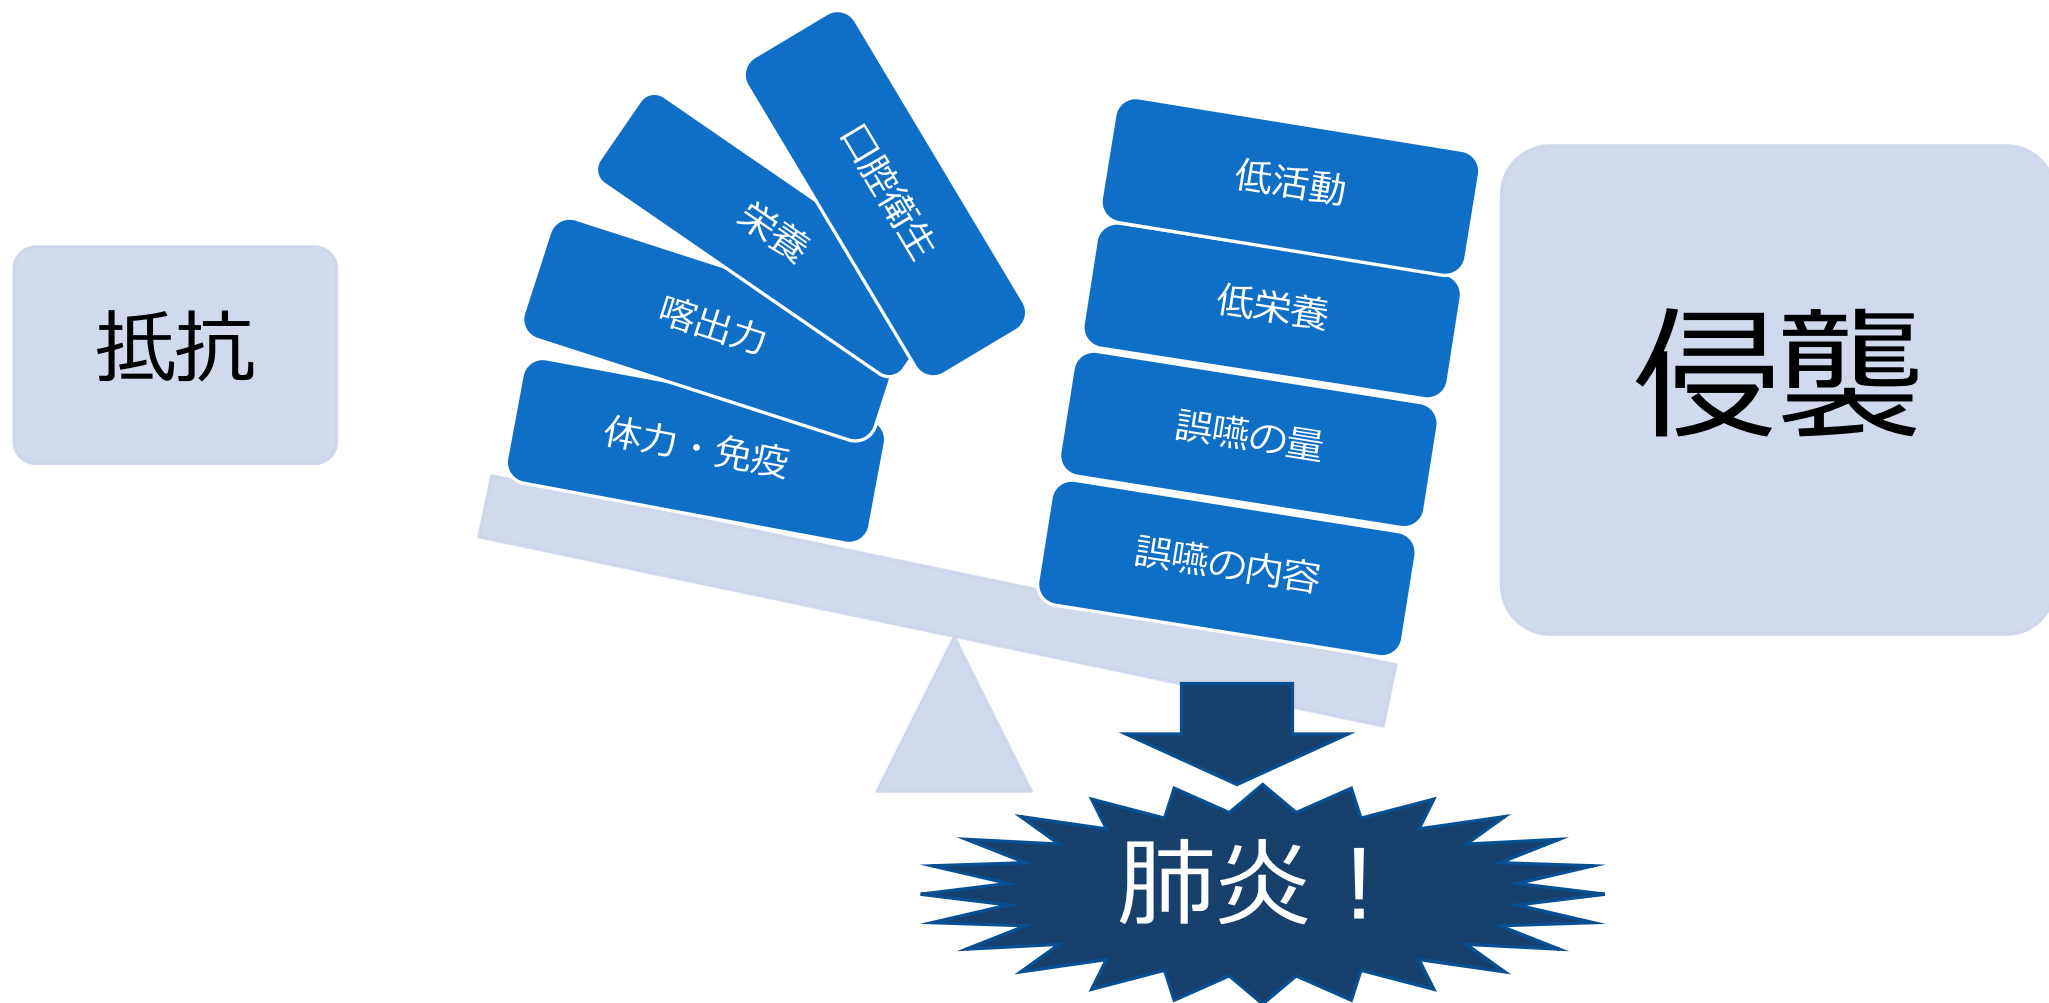 抵抗
口腔衛生
栄養
喀出力
体力・免疫
低活動
低栄養
誤嚥の量
誤嚥の内容
侵襲
肺炎！